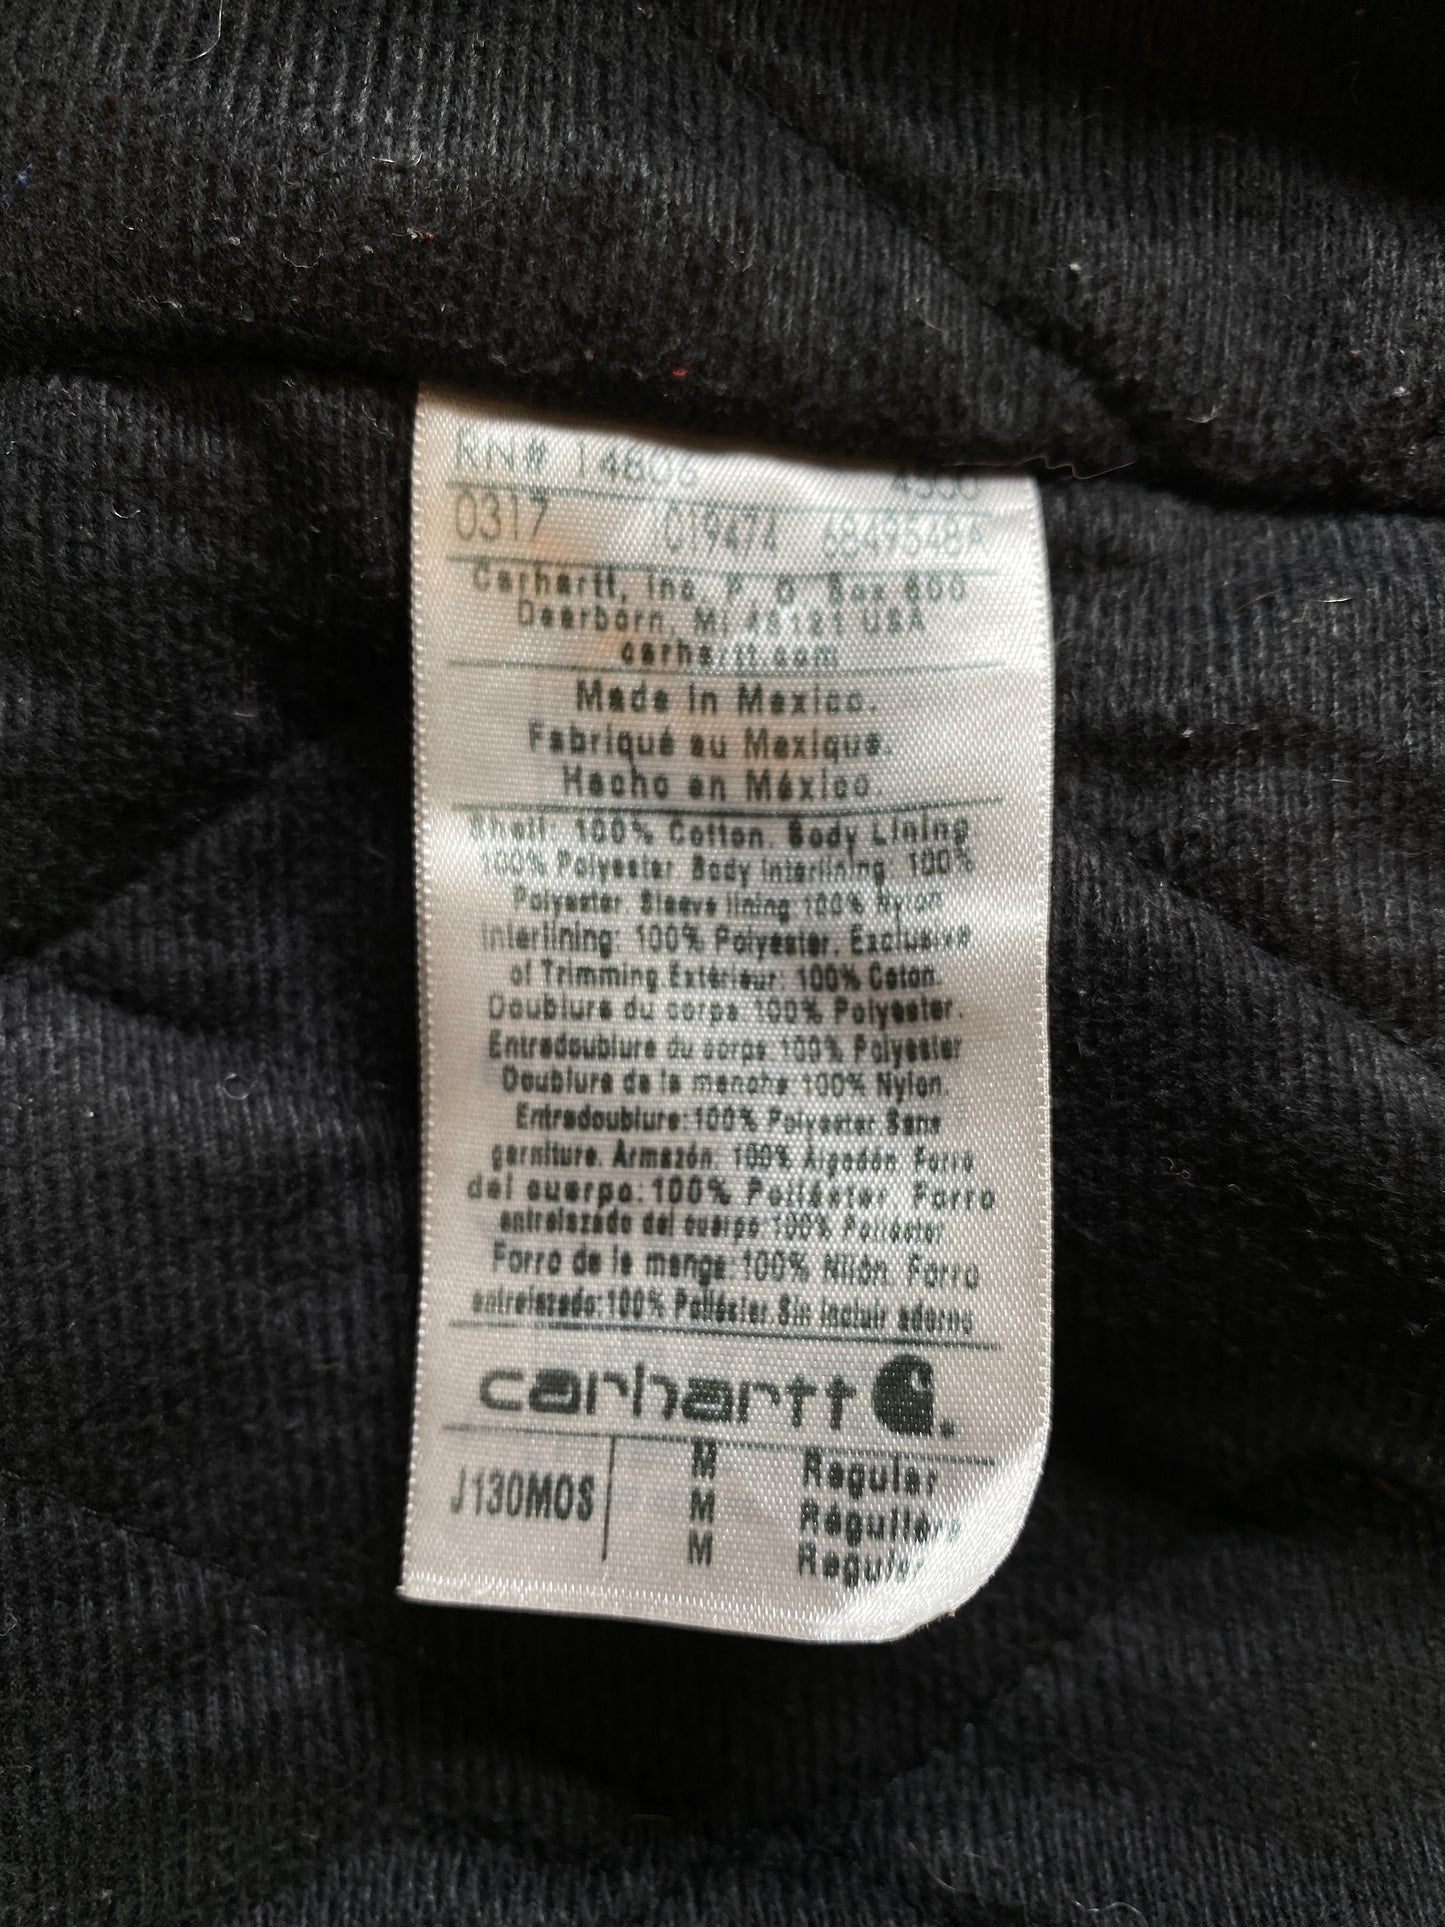 RN# 14806
0317 019474 6849548A
Carhartt, Inc. P. O. Box 600
Dearborn, MI 48121 USA
carhartt.com
Made in Mexico.
Fabriqué au Mexique.
Hecho en México.
Shell: 100% Cotton. Body Lining
100% Polyester Body Interlining: 100%
Polyester. Sleeve lining 100% Nylon
Interlining: 100% Polyester. Exclusive
of Trimming Extérieur: 100% Coton.
Doublure du corps: 100% Polyester.
Entredoublure du corps: 100% Polyester
Doublure de la manche 100% Nylon.
Entredoublure: 100% Polyester. Sans
garniture. Armazón: 100% Algodón. Forro
del cuerpo: 100% Poliéster. Forro
entrelazado del cuerpo 100% Poliéster
Forro de la manga: 100% Nilón. Forro
entrelazado: 100% Poliéster. Sin incluir adorno
carhartt
J130MOS M Regular
M Régulière
M Regular